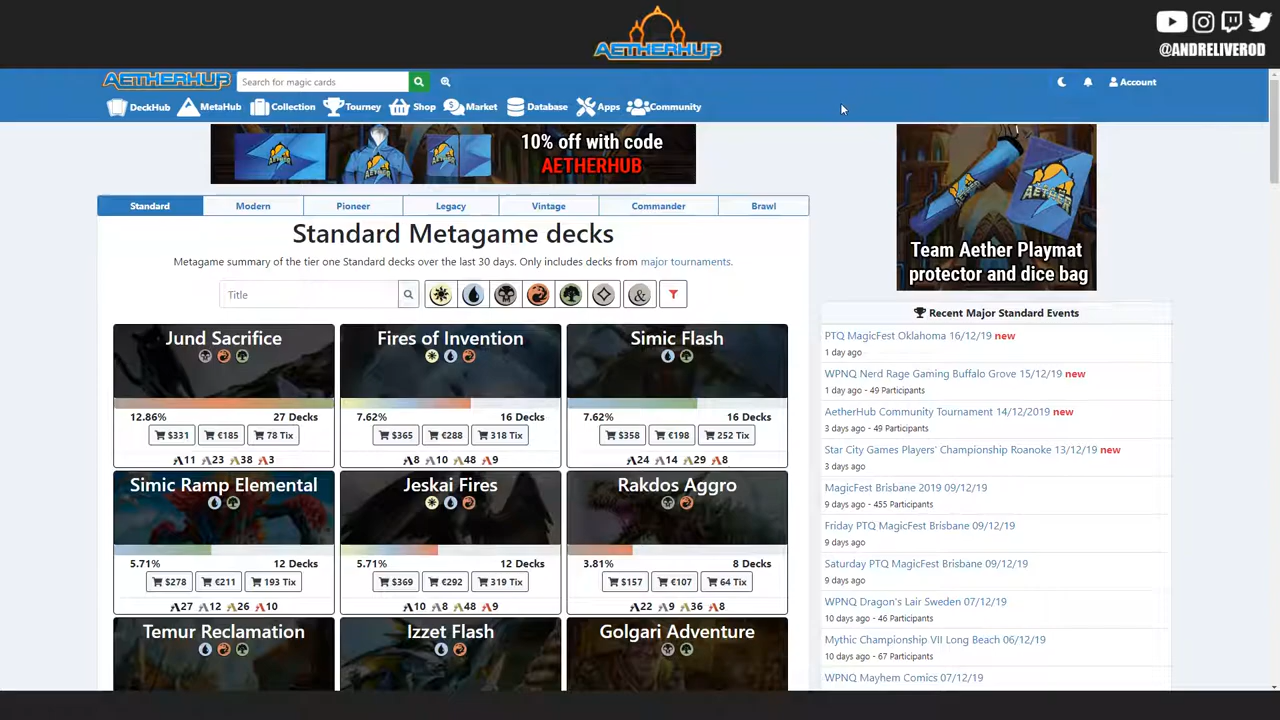 AETHERHUB
@ANDRELIVEROD
AETHERHUB
Search for magic cards
Account
DeckHub MetaHub Collection Tourney Shop Market Database Apps Community
10% off with code
AETHERHUB
AETHER
Team Aether Playmat
protector and dice bag
Standard Modern Pioneer Legacy Vintage Commander Brawl
Standard Metagame decks
Metagame summary of the tier one Standard decks over the last 30 days. Only includes decks from major tournaments.
Title
&
Jund Sacrifice
12.86% 27 Decks
$331 €185 78 Tix
11 23 38 3
Fires of Invention
7.62% 16 Decks
$365 €288 318 Tix
8 10 48 9
Simic Flash
7.62% 16 Decks
$358 €198 252 Tix
24 14 29 8
Simic Ramp Elemental
5.71% 12 Decks
$278 €211 193 Tix
27 12 26 10
Jeskai Fires
5.71% 12 Decks
$369 €292 319 Tix
10 8 48 9
Rakdos Aggro
3.81% 8 Decks
$157 €107 64 Tix
22 9 36 8
Temur Reclamation
Izzet Flash
Golgari Adventure
Recent Major Standard Events
PTQ MagicFest Oklahoma 16/12/19 new
1 day ago
WPNQ Nerd Rage Gaming Buffalo Grove 15/12/19 new
1 day ago - 49 Participants
AetherHub Community Tournament 14/12/2019 new
3 days ago - 49 Participants
Star City Games Players' Championship Roanoke 13/12/19 new
3 days ago
MagicFest Brisbane 2019 09/12/19
9 days ago - 455 Participants
Friday PTQ MagicFest Brisbane 09/12/19
9 days ago
Saturday PTQ MagicFest Brisbane 09/12/19
9 days ago
WPNQ Dragon's Lair Sweden 07/12/19
10 days ago - 46 Participants
Mythic Championship VII Long Beach 06/12/19
10 days ago - 67 Participants
WPNQ Mayhem Comics 07/12/19